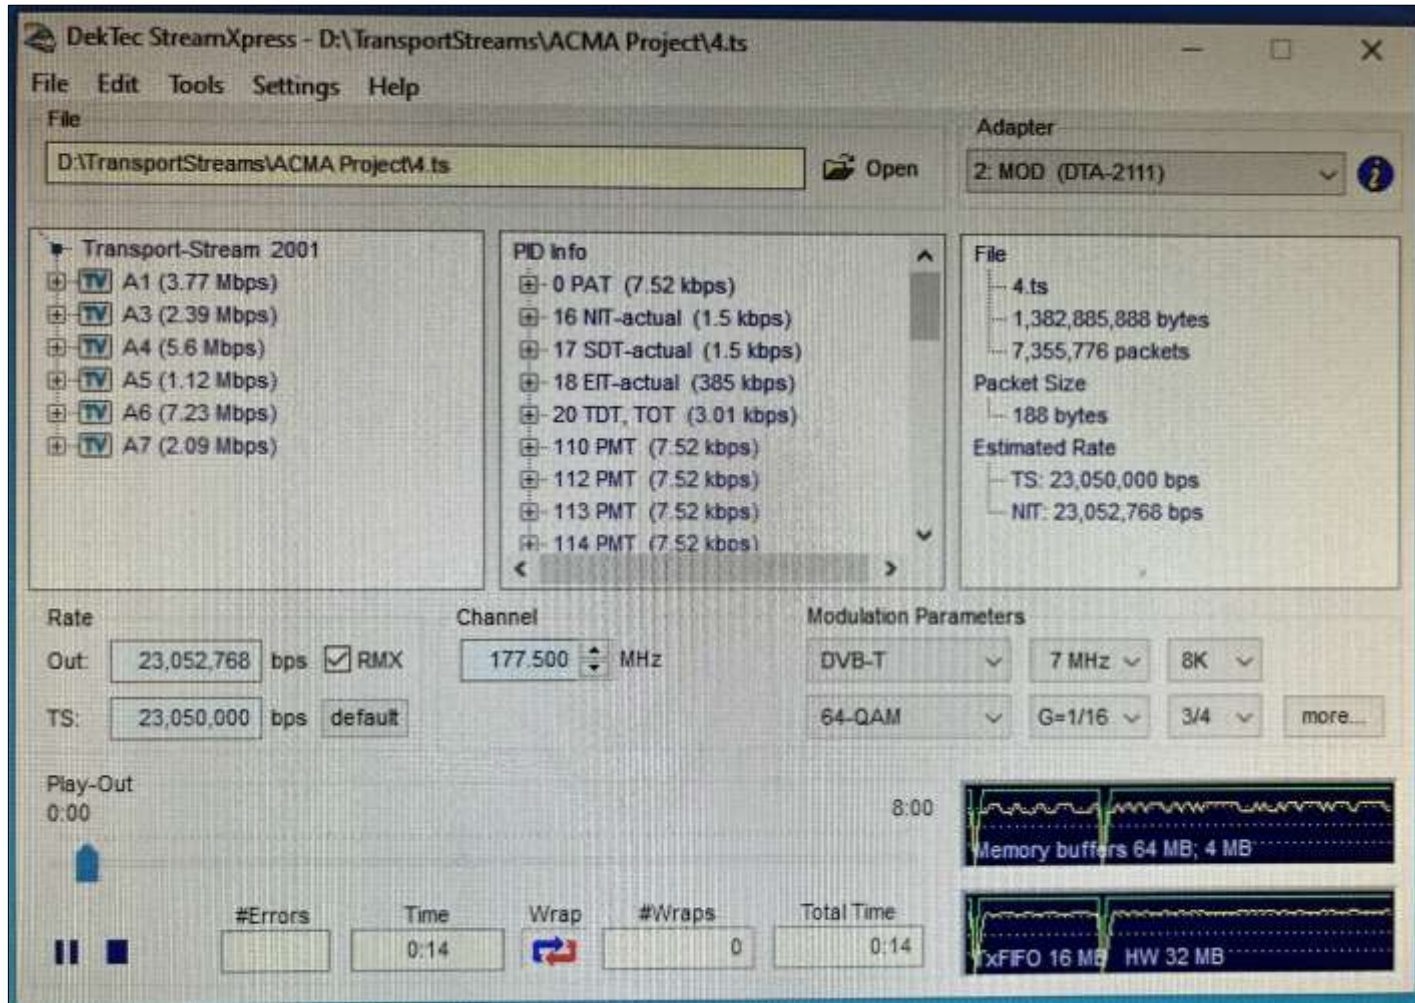 DekTec StreamXpress - D:\TransportStreams\ACMA Project\4.ts
File Edit Tools Settings Help
File
D:\TransportStreams\ACMA Project\4.ts
Open
Adapter
2: MOD (DTA-2111)
Transport-Stream 2001
TV A1 (3.77 Mbps)
TV A3 (2.39 Mbps)
TV A4 (5.6 Mbps)
TV A5 (1.12 Mbps)
TV A6 (7.23 Mbps)
TV A7 (2.09 Mbps)
PID Info
0 PAT (7.52 kbps)
16 NIT-actual (1.5 kbps)
17 SDT-actual (1.5 kbps)
18 EIT-actual (385 kbps)
20 TDT, TOT (3.01 kbps)
110 PMT (7.52 kbps)
112 PMT (7.52 kbps)
113 PMT (7.52 kbps)
114 PMT (7.52 kbps)
File
4.ts
1,382,885,888 bytes
7,355,776 packets
Packet Size
188 bytes
Estimated Rate
TS: 23,050,000 bps
NIT: 23,052,768 bps
Rate
Out: 23,052,768 bps RMX
TS: 23,050,000 bps default
Channel
177.500 MHz
Modulation Parameters
DVB-T 7 MHz 8K
64-QAM G=1/16 3/4 more...
Play-Out
0:00 8:00
#Errors Time Wrap #Wraps Total Time
0:14 0 0:14
Memory buffers 64 MB; 4 MB
TxFIFO 16 MB HW 32 MB